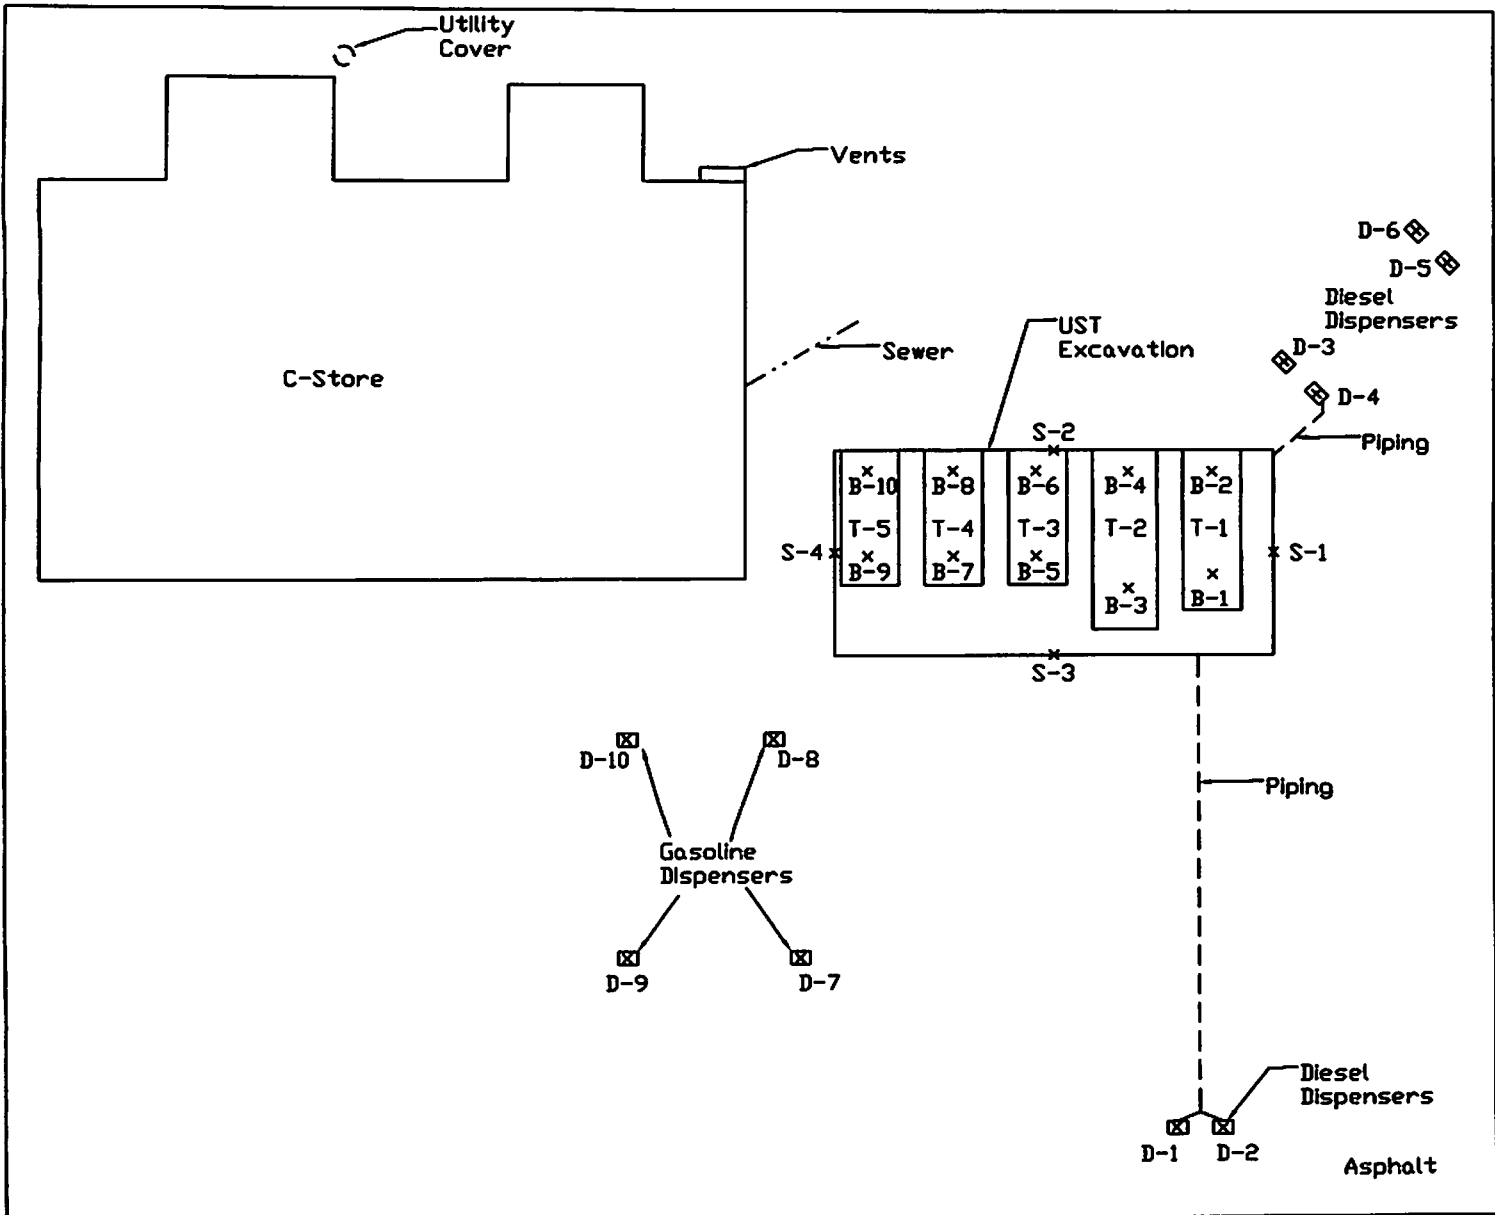 Utility
Cover
Vents
D-6
D-5
Diesel
Dispensers
UST
Excavation
Sewer
D-3
C-Store
D-4
S-2
Piping
B-10 B-8 B-6 B-4 B-2
T-5 T-4 T-3 T-2 T-1
S-4 S-1
B-9 B-7 B-5
B-3 B-1
S-3
D-10 D-8
Piping
Gasoline
Dispensers
D-9 D-7
Diesel
Dispensers
D-1 D-2
Asphalt